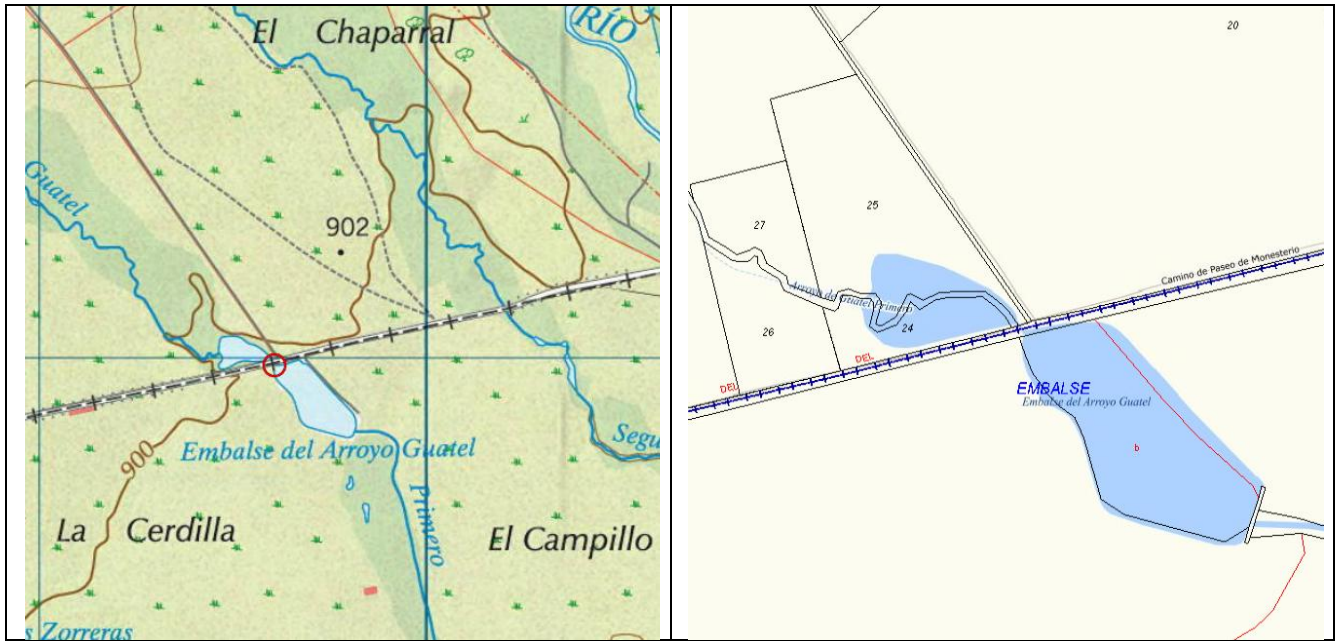 El Chaparral
RÍO
Guatel
902
Embalse del Arroyo Guatel
Segu
900
Primero
La Cerdilla
El Campillo
s Zorreras
20
25
27
Camino de Paseo de Monesterio
Arroyo de Guatel Primero
24
26
DEL
DEL
EMBALSE
Embalse del Arroyo Guatel
b